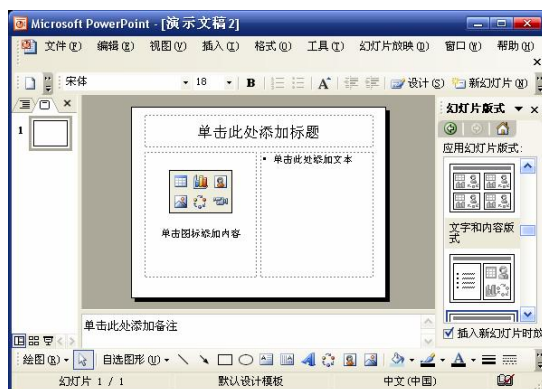 Microsoft PowerPoint - [演示文稿2]
文件(F) 编辑(E) 视图(V) 插入(I) 格式(O) 工具(T) 幻灯片放映(D) 窗口(W) 帮助(H)
宋体 18 B A 设计(S) 新幻灯片(N)
1
幻灯片版式
应用幻灯片版式:
单击此处添加标题
• 单击此处添加文本
单击图标添加内容
文字和内容版式
单击此处添加备注
插入新幻灯片时放
绘图(R) 自选图形(U) A
幻灯片 1 / 1 默认设计模板 中文(中国)